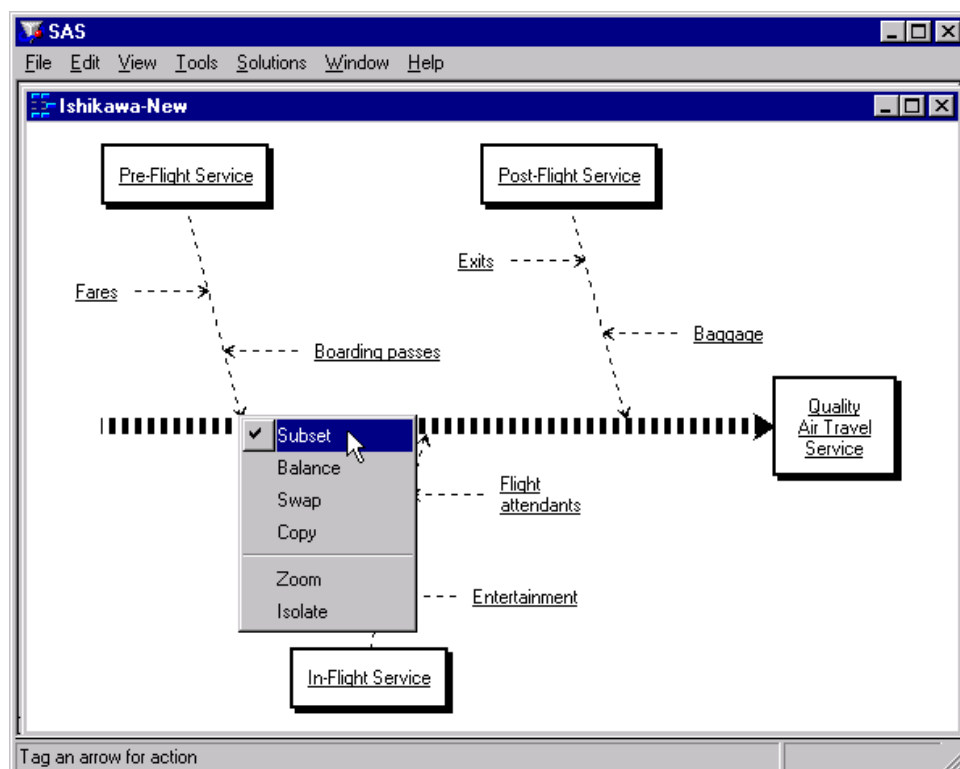 SAS
File Edit View Tools Solutions Window Help
Ishikawa-New
Pre-Flight Service
Post-Flight Service
Exits
Fares
Baggage
Boarding passes
Quality
Air Travel
Service
Subset
Balance
Swap
Copy
Zoom
Isolate
Flight
attendants
Entertainment
In-Flight Service
Tag an arrow for action